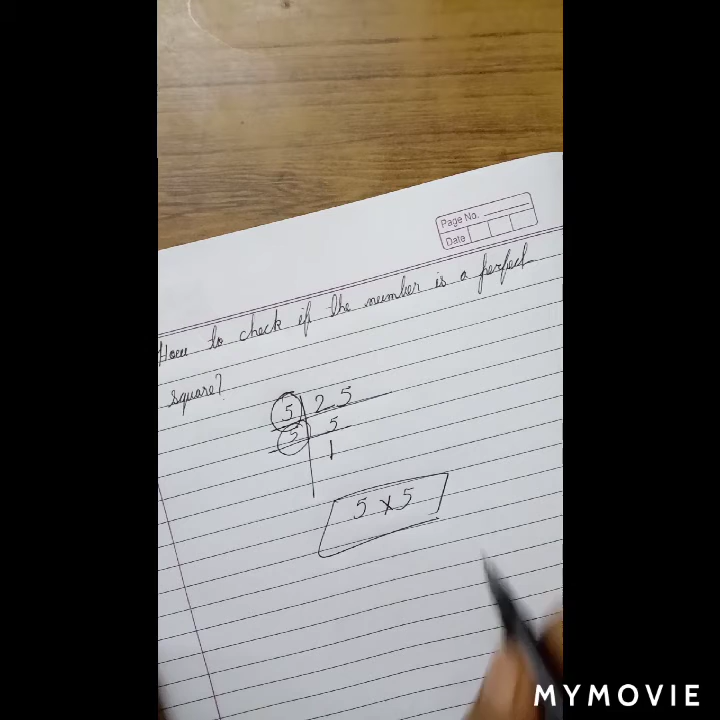 Page No.
Date
How to check if the number is a perfect
square?
5 | 25
5 | 5
1
5 x 5
MYMOVIE